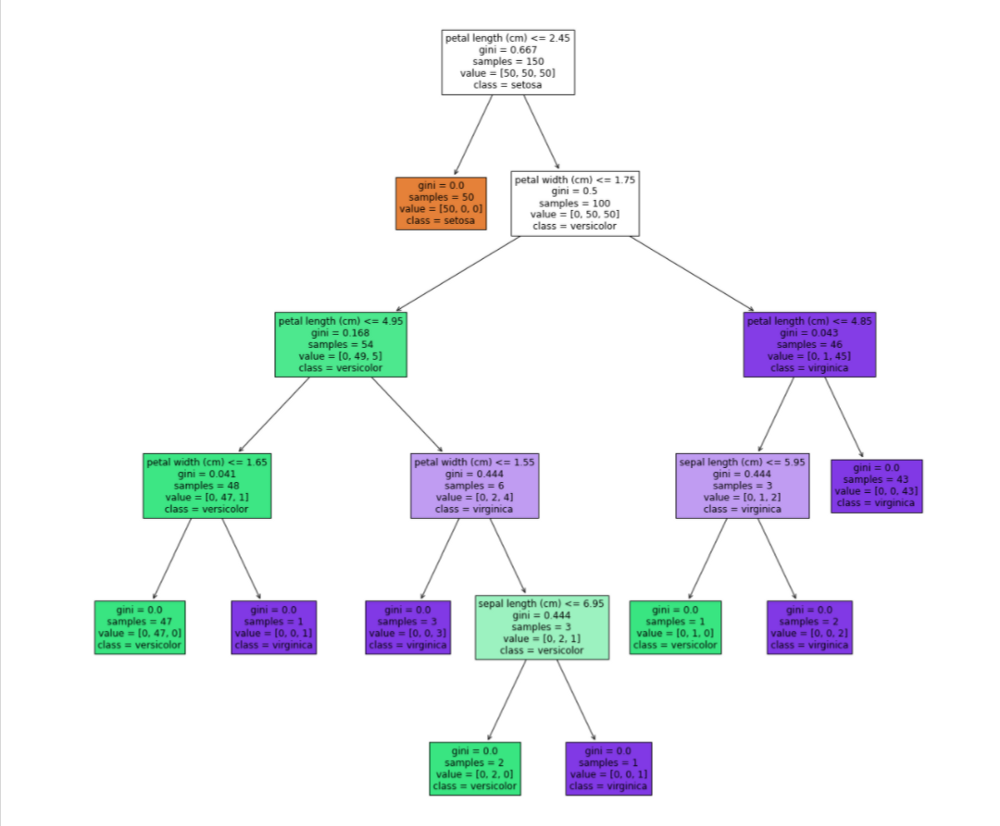 petal length (cm) <= 2.45
gini = 0.667
samples = 150
value = [50, 50, 50]
class = setosa
gini = 0.0
samples = 50
value = [50, 0, 0]
class = setosa
petal width (cm) <= 1.75
gini = 0.5
samples = 100
value = [0, 50, 50]
class = versicolor
petal length (cm) <= 4.95
gini = 0.168
samples = 54
value = [0, 49, 5]
class = versicolor
petal length (cm) <= 4.85
gini = 0.043
samples = 46
value = [0, 1, 45]
class = virginica
petal width (cm) <= 1.65
gini = 0.041
samples = 48
value = [0, 47, 1]
class = versicolor
petal width (cm) <= 1.55
gini = 0.444
samples = 6
value = [0, 2, 4]
class = virginica
sepal length (cm) <= 5.95
gini = 0.444
samples = 3
value = [0, 1, 2]
class = virginica
gini = 0.0
samples = 43
value = [0, 0, 43]
class = virginica
gini = 0.0
samples = 47
value = [0, 47, 0]
class = versicolor
gini = 0.0
samples = 1
value = [0, 0, 1]
class = virginica
gini = 0.0
samples = 3
value = [0, 0, 3]
class = virginica
sepal length (cm) <= 6.95
gini = 0.444
samples = 3
value = [0, 2, 1]
class = versicolor
gini = 0.0
samples = 1
value = [0, 1, 0]
class = versicolor
gini = 0.0
samples = 2
value = [0, 0, 2]
class = virginica
gini = 0.0
samples = 2
value = [0, 2, 0]
class = versicolor
gini = 0.0
samples = 1
value = [0, 0, 1]
class = virginica